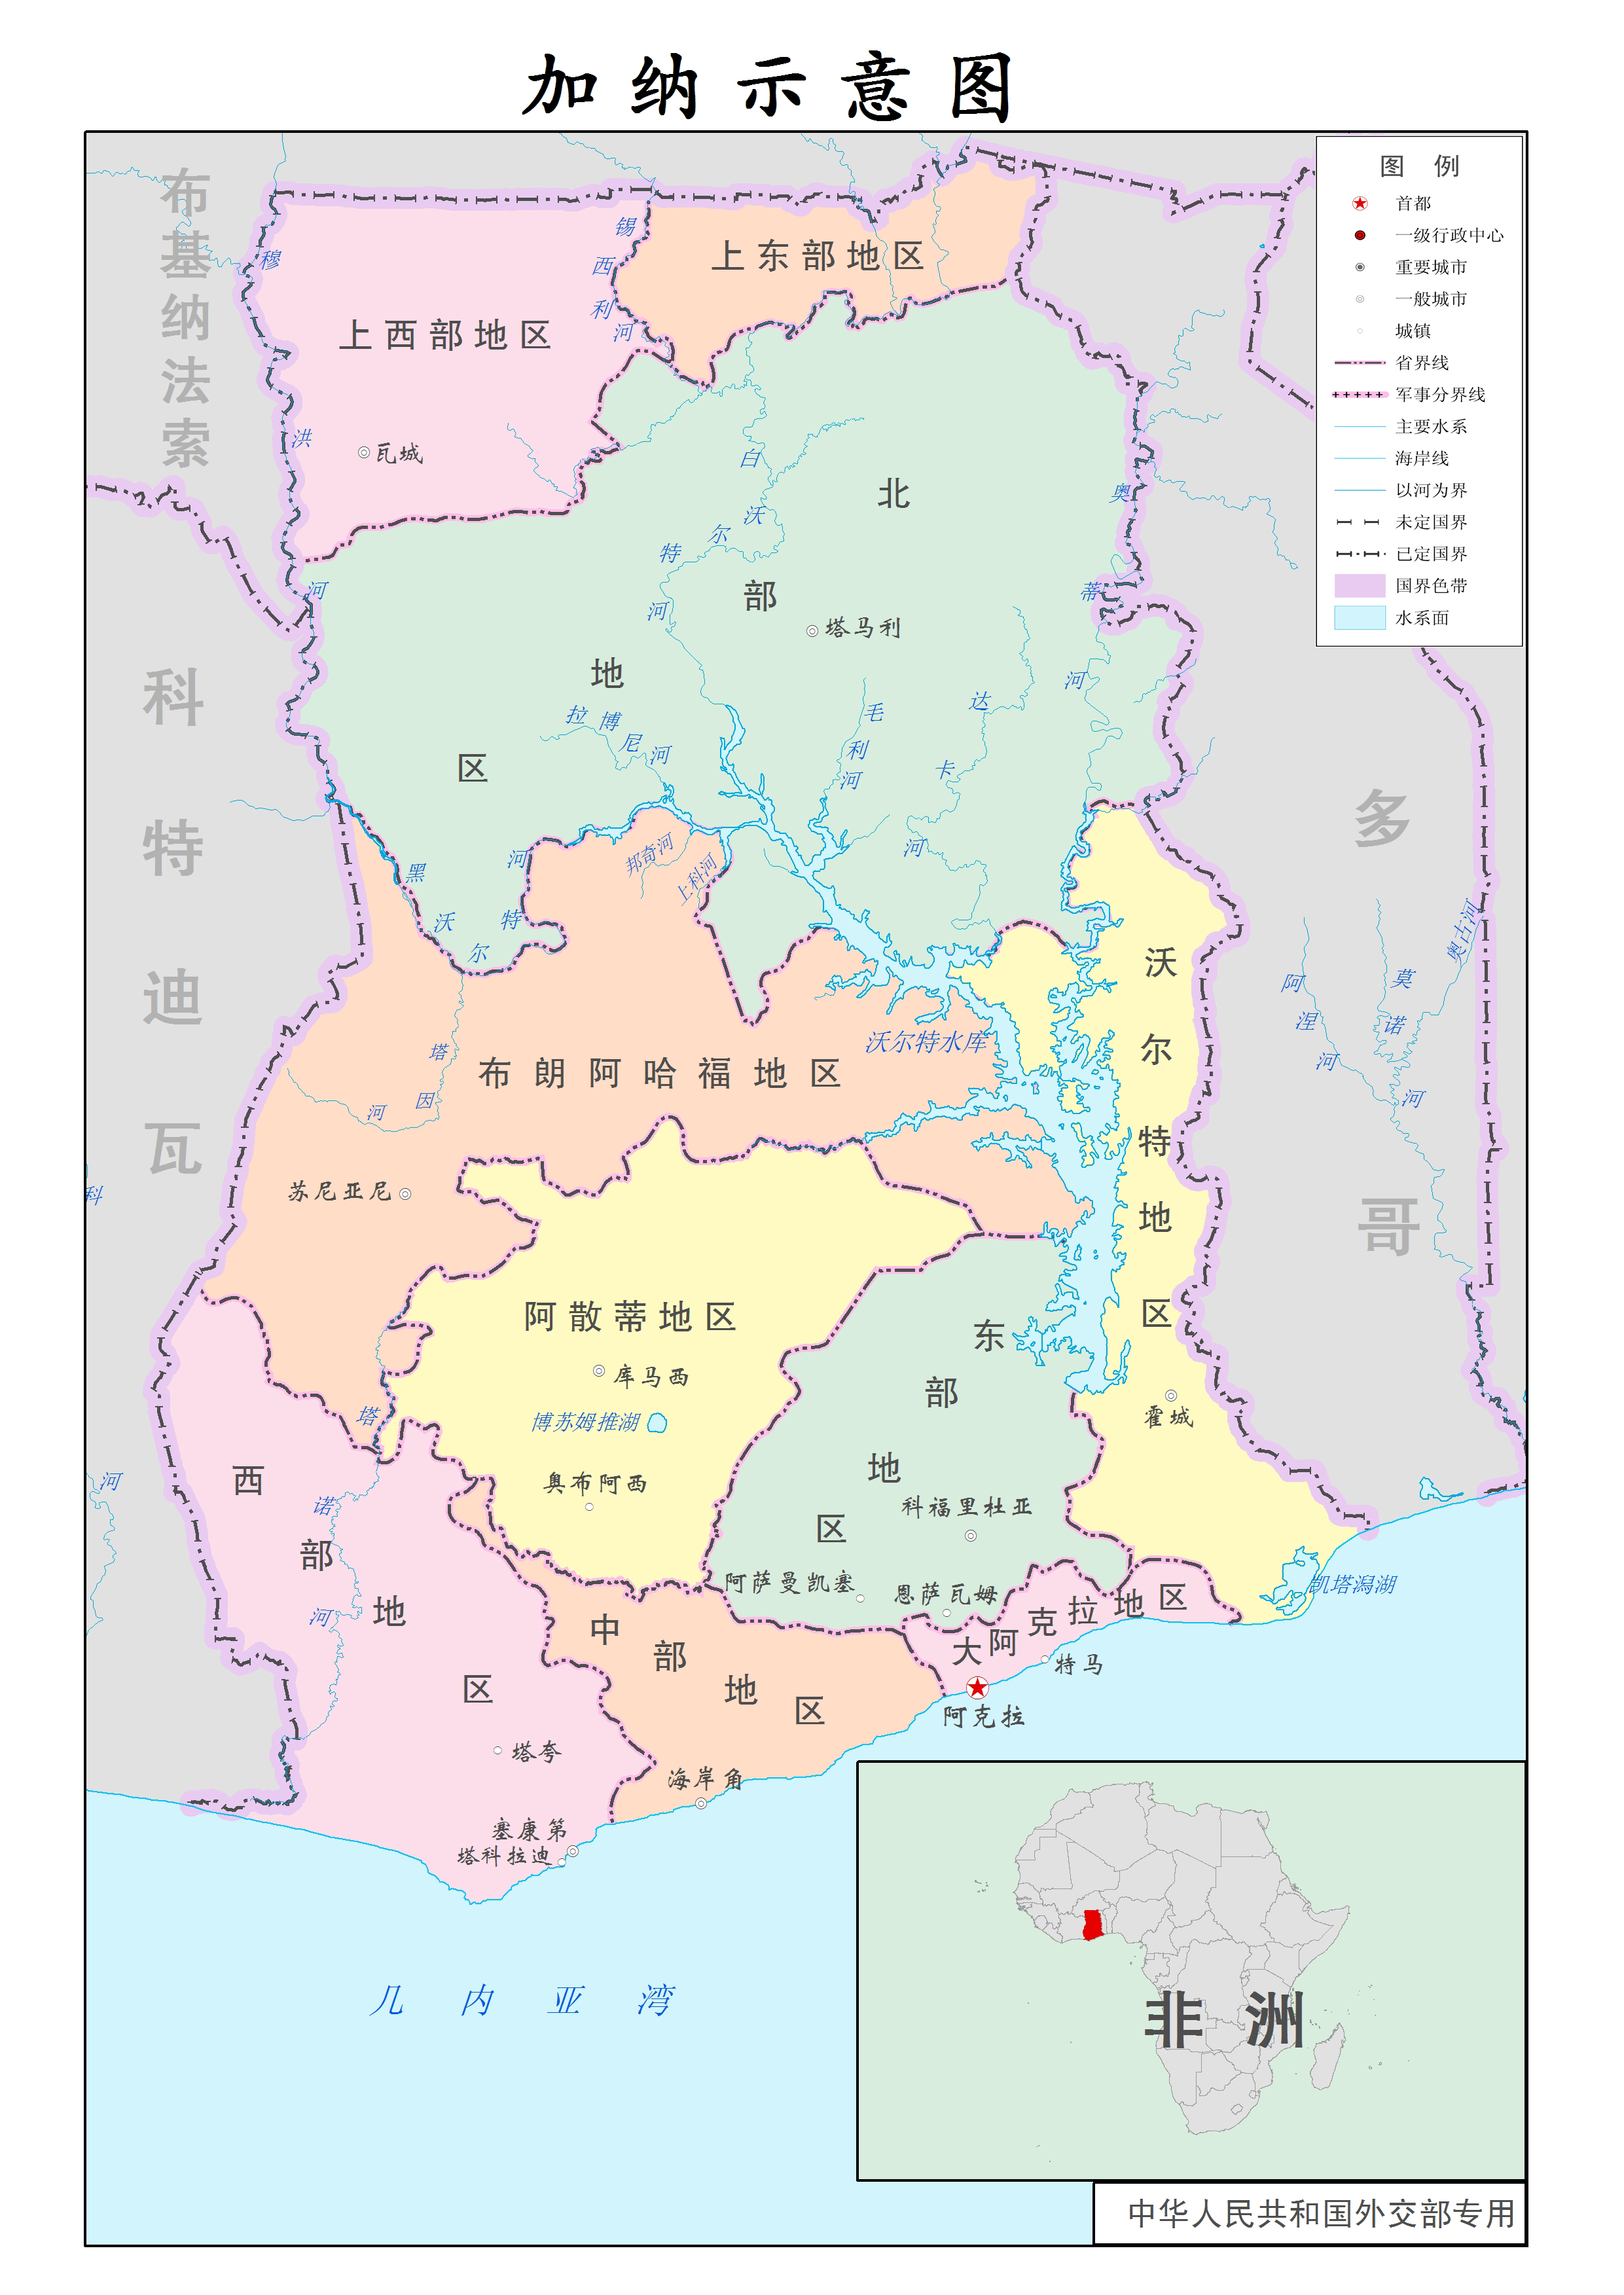 加纳示意图
图 例
首都
一级行政中心
重要城市
一般城市
城镇
省界线
军事分界线
主要水系
海岸线
以河为界
未定国界
已定国界
国界色带
水系面
布基纳法索
科特迪瓦
多哥
上西部地区
上东部地区
北部地区
布朗阿哈福地区
沃尔特地区
阿散蒂地区
东部地区
西部地区
中部地区
大阿克拉地区
锡西利河
穆洪河
白沃尔特河
奥蒂河
瓦城
塔马利
拉博尼河
毛利河
达卡河
黑沃尔特河
邦奇河
上科河
沃尔特水库
塔因河
阿涅河
莫诺河
奥古河
科
河
苏尼亚尼
库马西
博苏姆推湖
奥布阿西
霍城
塔诺河
科福里杜亚
阿萨曼凯塞
恩萨瓦姆
凯塔潟湖
特马
阿克拉
塔夸
海岸角
塞康第
塔科拉迪
几内亚湾
非洲
中华人民共和国外交部专用